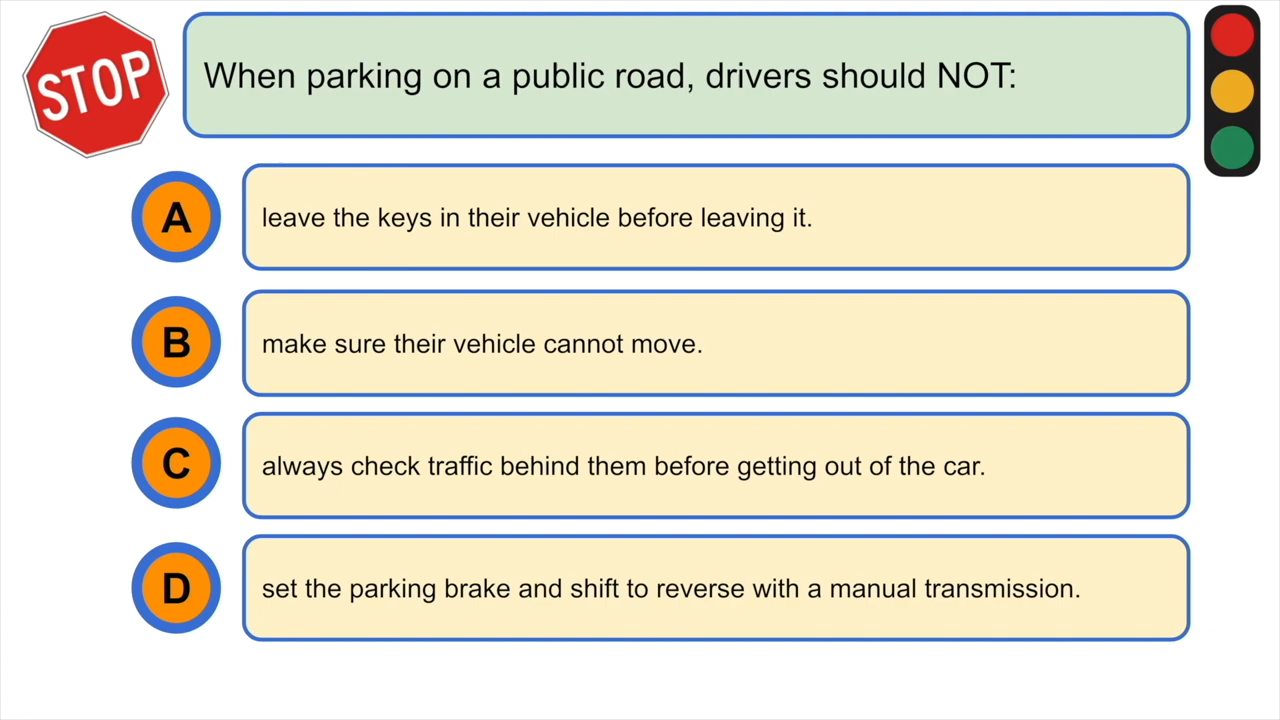 STOP
When parking on a public road, drivers should NOT:
A
leave the keys in their vehicle before leaving it.
B
make sure their vehicle cannot move.
C
always check traffic behind them before getting out of the car.
D
set the parking brake and shift to reverse with a manual transmission.